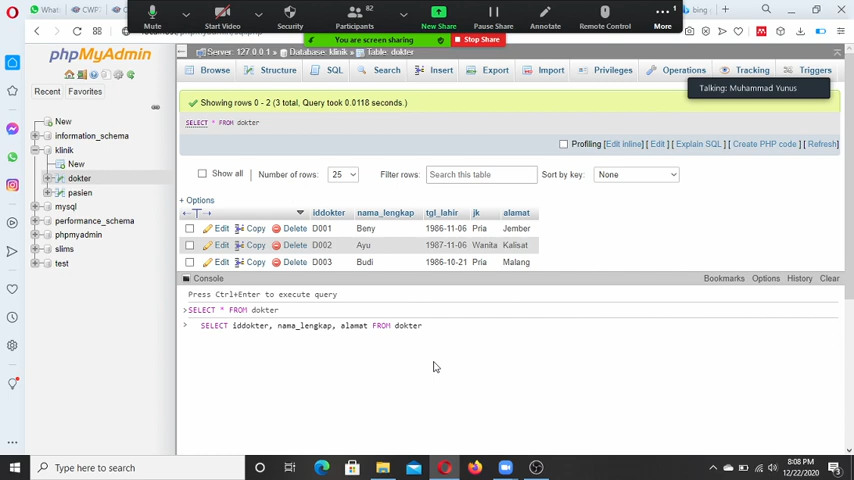 Whats
CWP
82
1
bing
Mute
Start Video
Security
Participants
New Share
Pause Share
Annotate
Remote Control
More
You are screen sharing
Stop Share
Talking: Muhammad Yunus
phpMyAdmin
Recent
Favorites
New
information_schema
klinik
New
dokter
pasien
mysql
performance_schema
phpmyadmin
slims
test
Server: 127.0.0.1 » Database: klinik » Table: dokter
Browse
Structure
SQL
Search
Insert
Export
Import
Privileges
Operations
Tracking
Triggers
Showing rows 0 - 2 (3 total, Query took 0.0118 seconds.)
SELECT * FROM dokter
Profiling [Edit inline] [ Edit ] [ Explain SQL ] [ Create PHP code ] [ Refresh]
Show all | Number of rows: 25 Filter rows: Search this table Sort by key: None
+ Options
←T→ iddokter nama_lengkap tgl_lahir jk alamat
Edit Copy Delete D001 Beny 1986-11-06 Pria Jember
Edit Copy Delete D002 Ayu 1987-11-06 Wanita Kalisat
Edit Copy Delete D003 Budi 1986-10-21 Pria Malang
Console Bookmarks Options History Clear
Press Ctrl+Enter to execute query
>SELECT * FROM dokter
> SELECT iddokter, nama_lengkap, alamat FROM dokter
Type here to search
8:08 PM
12/22/2020
3